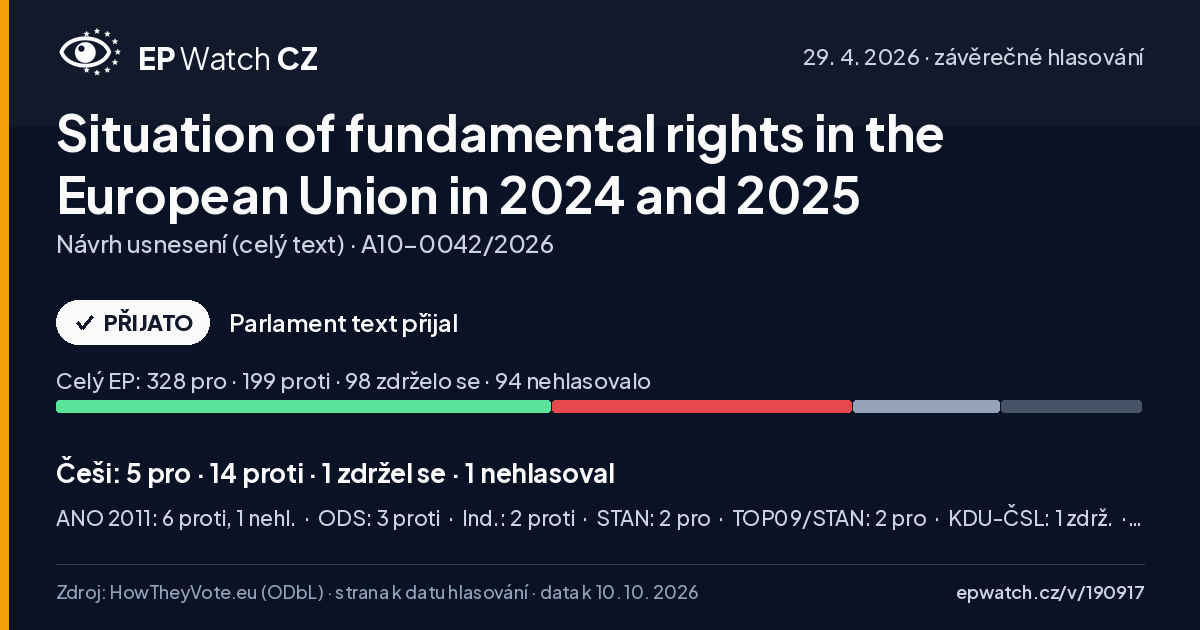 EP Watch CZ
29. 4. 2026 · závěrečné hlasování
Situation of fundamental rights in the
European Union in 2024 and 2025
Návrh usnesení (celý text) · A10–0042/2026
✓ PŘIJATO
Parlament text přijal
Celý EP: 328 pro · 199 proti · 98 zdrželo se · 94 nehlasovalo
Češi: 5 pro · 14 proti · 1 zdržel se · 1 nehlasoval
ANO 2011: 6 proti, 1 nehl. · ODS: 3 proti · Ind.: 2 proti · STAN: 2 pro · TOP09/STAN: 2 pro · KDU-ČSL: 1 zdrž. ·…
Zdroj: HowTheyVote.eu (ODbL) · strana k datu hlasování · data k 10. 10. 2026
epwatch.cz/v/190917